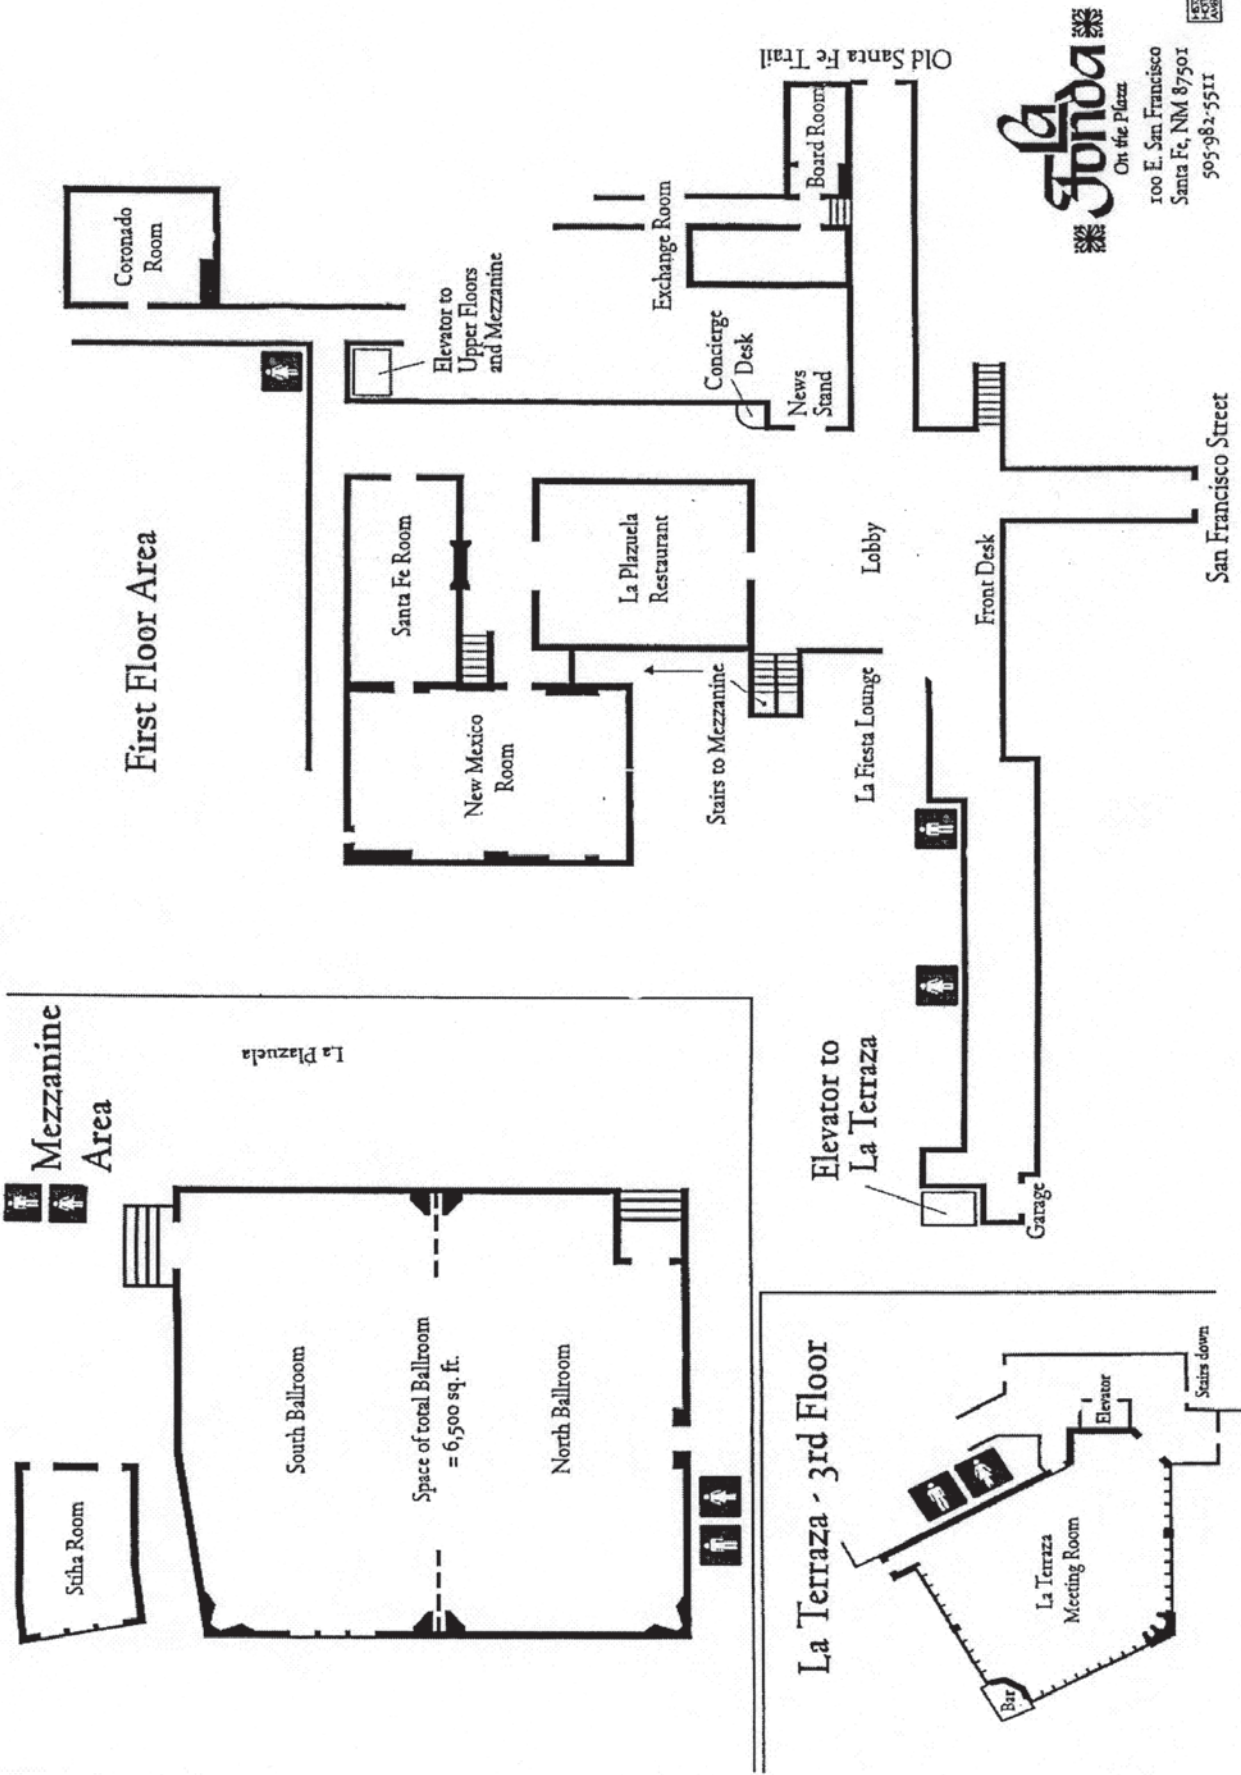 Mezzanine
Area
La Plazuela
Stiha Room
South Ballroom
Space of total Ballroom
= 6,500 sq. ft.
North Ballroom
First Floor Area
Coronado
Room
Elevator to
Upper Floors
and Mezzanine
Santa Fe Room
New Mexico
Room
La Plazuela
Restaurant
Stairs to Mezzanine
Exchange Room
Board Room
Old Santa Fe Trail
Concierge
Desk
News
Stand
Lobby
La Fiesta Lounge
Front Desk
San Francisco Street
Elevator to
La Terraza
Garage
La Terraza - 3rd Floor
Elevator
Stairs down
La Terraza
Meeting Room
Bar
La
Fonda
On the Plaza
100 E. San Francisco
Santa Fe, NM 87501
505-982-5511